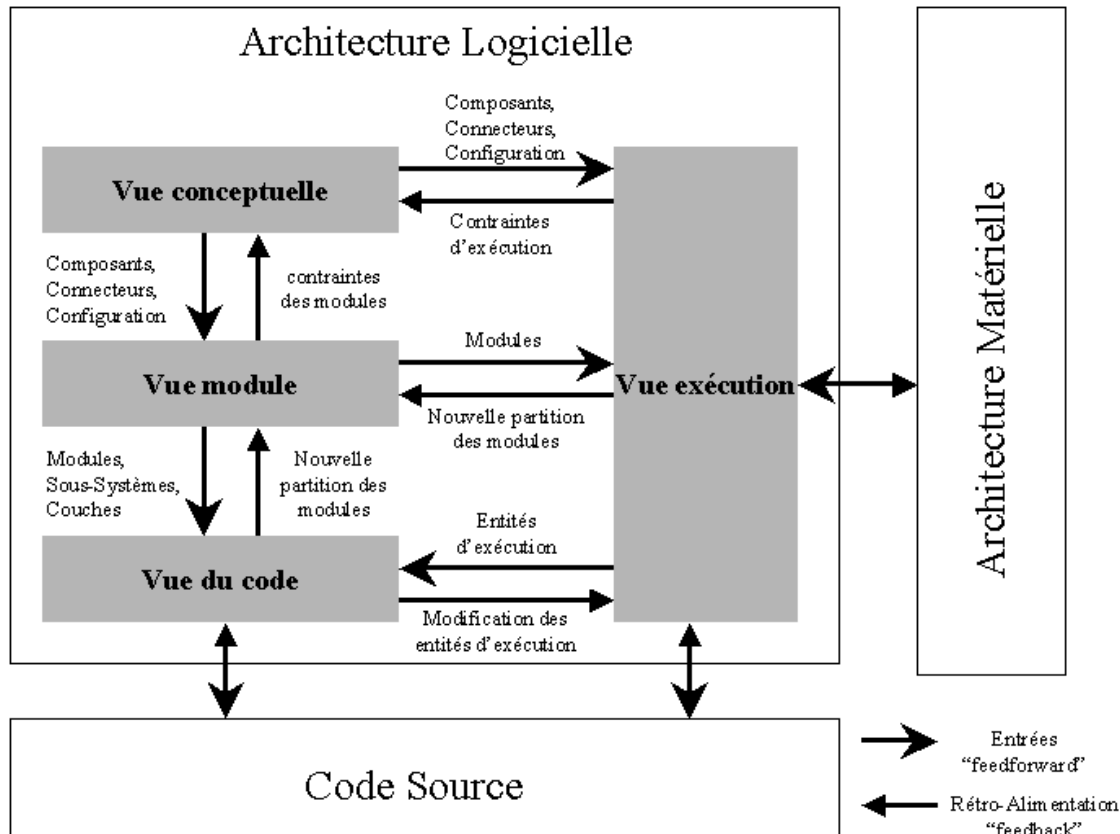 Architecture Logicielle
Composants,
Connecteurs,
Configuration
Vue conceptuelle
Contraintes
d'exécution
Composants,
Connecteurs,
Configuration
contraintes
des modules
Modules
Vue module
Vue exécution
Nouvelle partition
des modules
Modules,
Sous-Systèmes,
Couches
Nouvelle
partition des
modules
Entités
d'exécution
Vue du code
Modification des
entités d'exécution
Architecture Matérielle
Code Source
Entrées
“feedforward”
Rétro-Alimentation
“feedback”